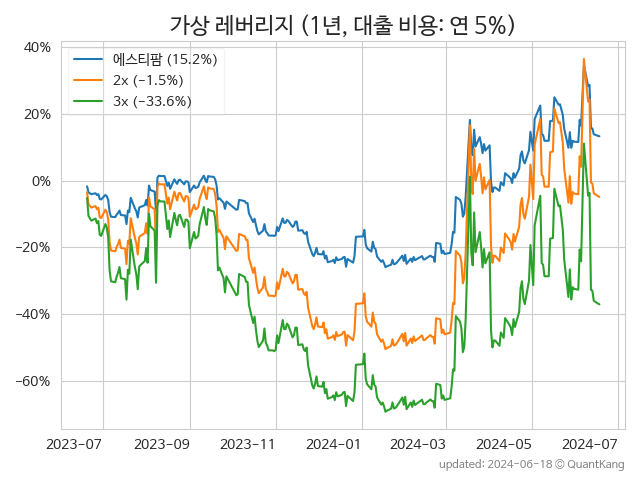 가상 레버리지 (1년, 대출 비용: 연 5%)
에스티팜 (15.2%)
2x (−1.5%)
3x (−33.6%)
40%
20%
0%
−20%
−40%
−60%
2023-07 2023-09 2023-11 2024-01 2024-03 2024-05 2024-07
updated: 2024-06-18 ⓒ QuantKang